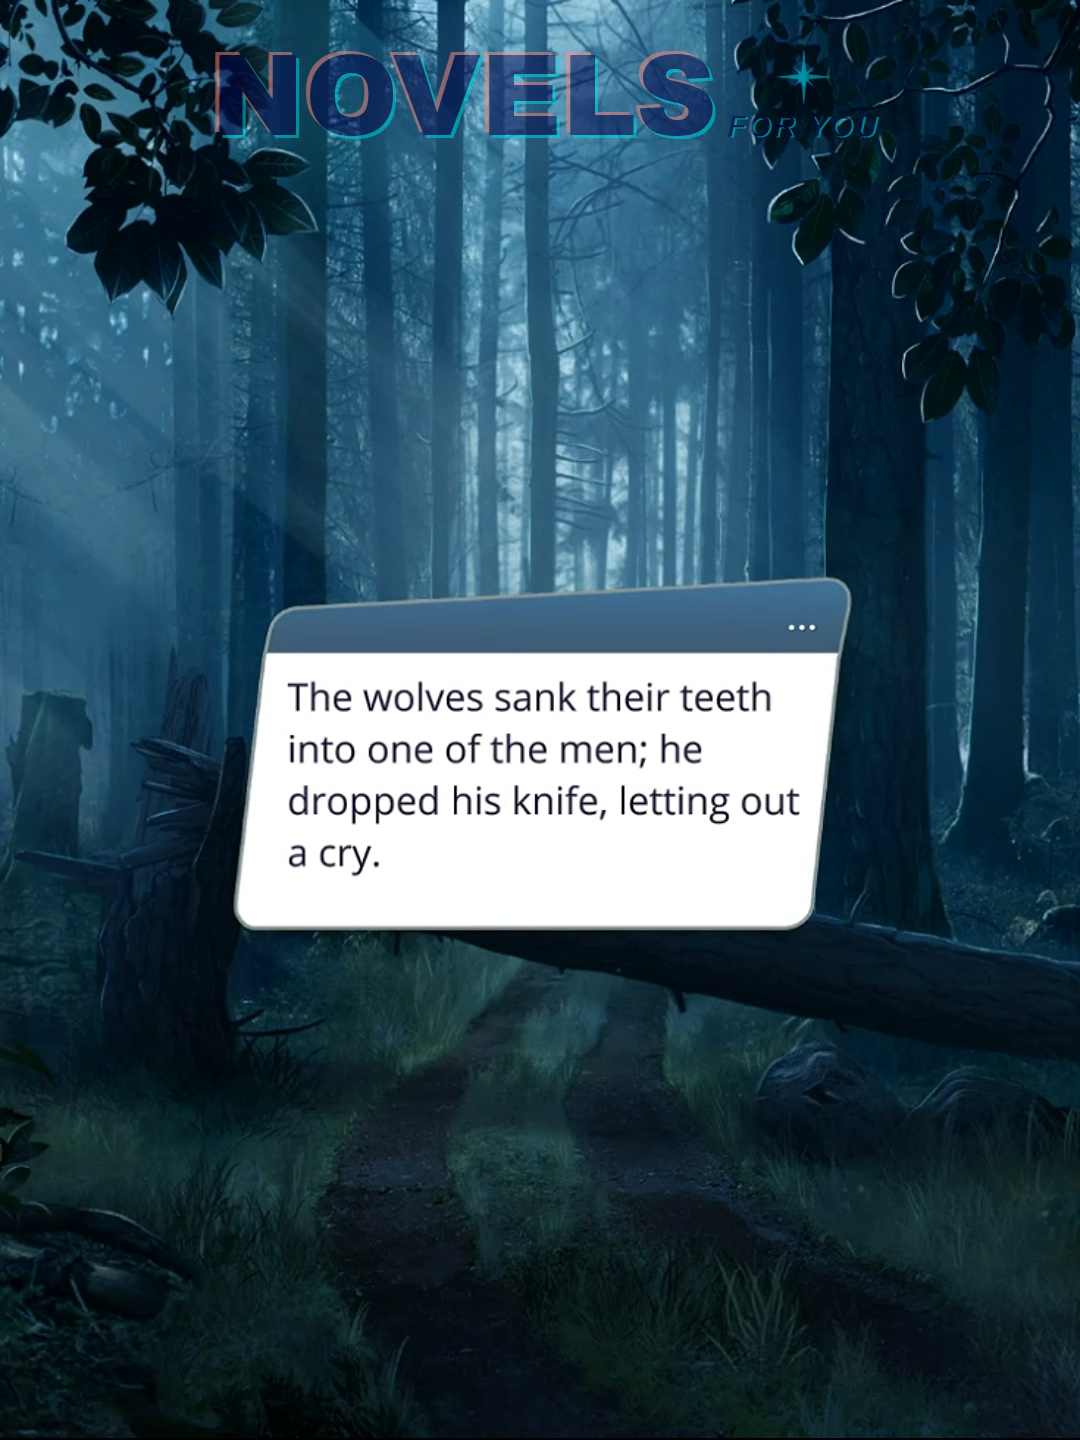 NOVELS
FOR YOU
...
The wolves sank their teeth
into one of the men; he
dropped his knife, letting out
a cry.